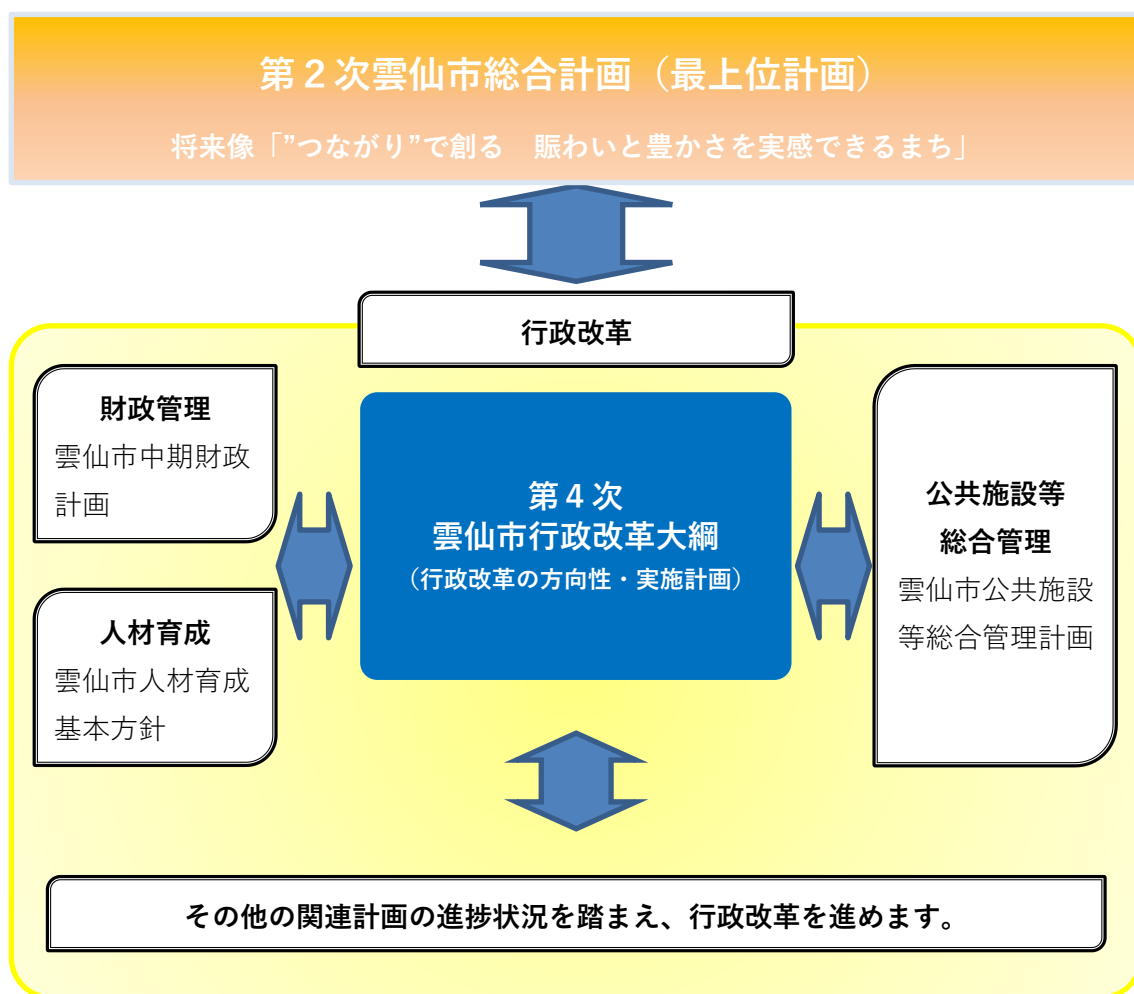 第２次雲仙市総合計画（最上位計画）
将来像「”つながり”で創る　賑わいと豊かさを実感できるまち」
行政改革
財政管理
雲仙市中期財政
計画
人材育成
雲仙市人材育成
基本方針
第４次
雲仙市行政改革大綱
（行政改革の方向性・実施計画）
公共施設等
総合管理
雲仙市公共施設
等総合管理計画
その他の関連計画の進捗状況を踏まえ、行政改革を進めます。